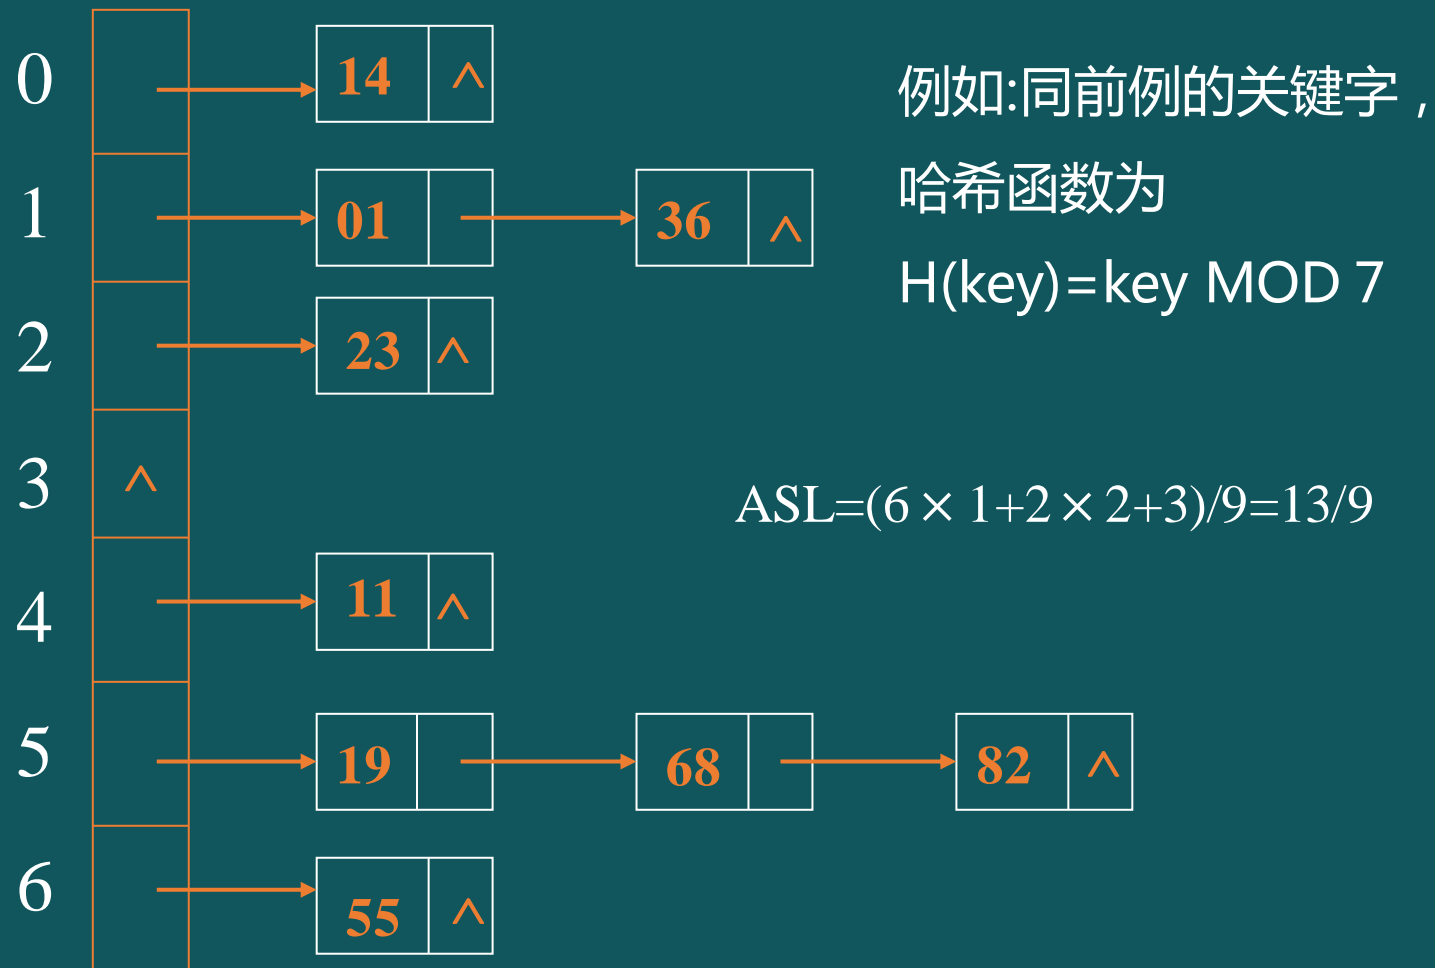 0 14 ^
例如:同前例的关键字，
1 01 36 ^
哈希函数为
H(key)=key MOD 7
2 23 ^
3 ^
ASL=(6 × 1+2 × 2+3)/9=13/9
4 11 ^
5 19 68 82 ^
6 55 ^